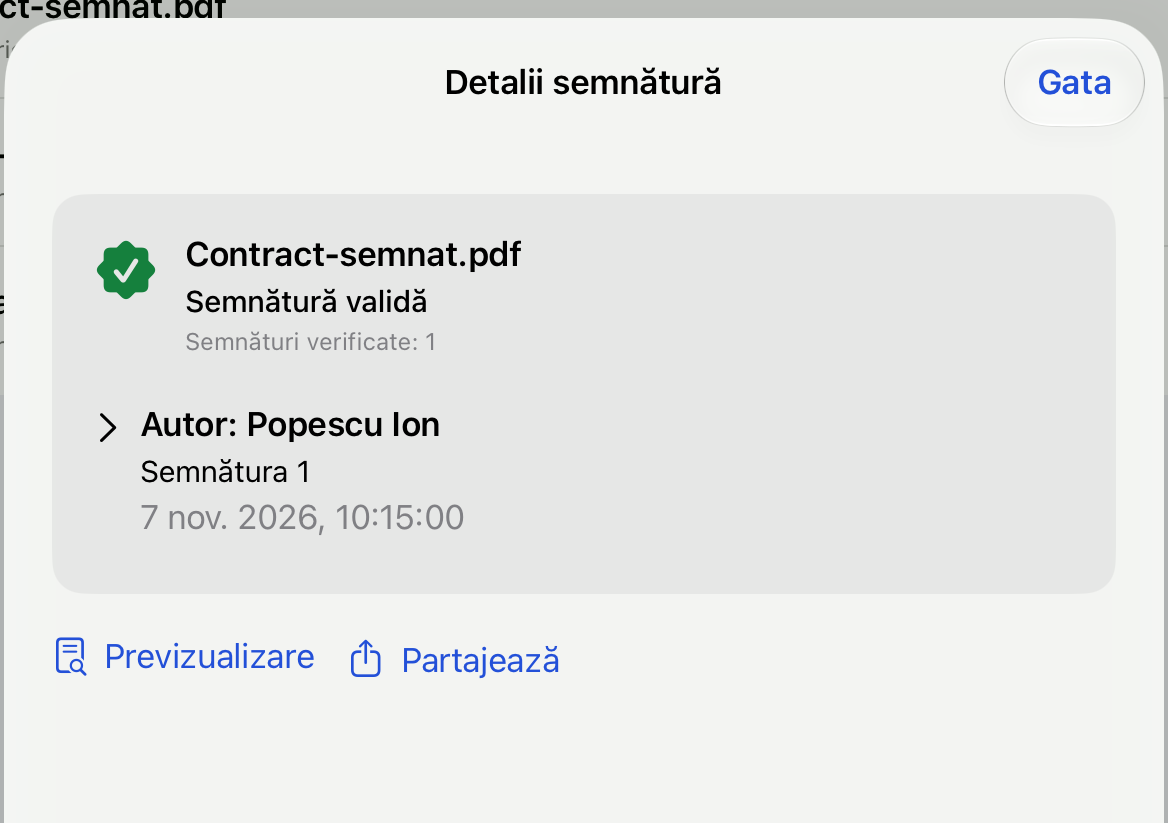 ct-semnat.pdf
Detalii semnătură
Gata
Contract-semnat.pdf
Semnătură validă
Semnături verificate: 1
Autor: Popescu Ion
Semnătura 1
7 nov. 2026, 10:15:00
Previzualizare
Partajează